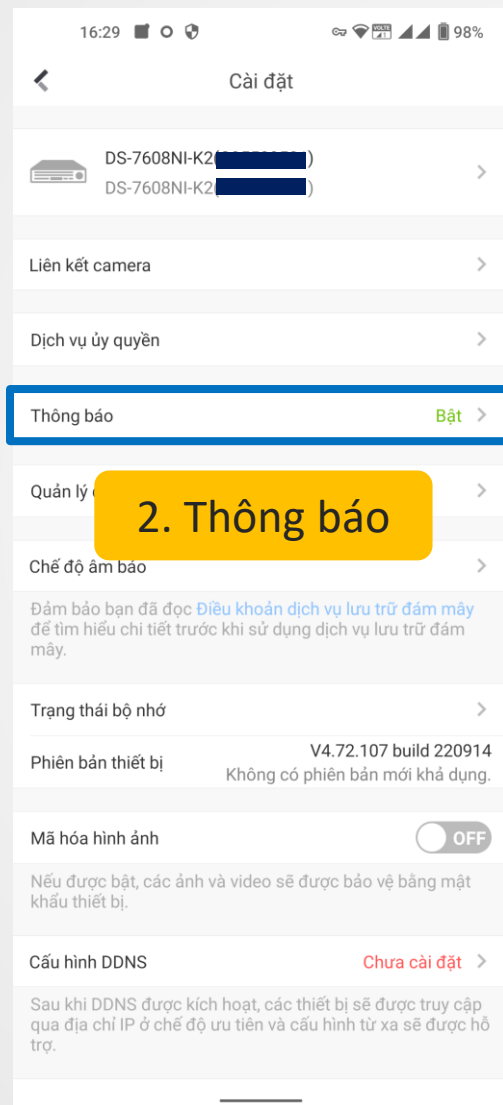 16:29 98%
Cài đặt
DS-7608NI-K2( )
DS-7608NI-K2( )
Liên kết camera
Dịch vụ ủy quyền
Thông báo Bật
Quản lý
2. Thông báo
Chế độ âm báo
Đảm bảo bạn đã đọc Điều khoản dịch vụ lưu trữ đám mây
để tìm hiểu chi tiết trước khi sử dụng dịch vụ lưu trữ đám
mây.
Trạng thái bộ nhớ
Phiên bản thiết bị V4.72.107 build 220914
Không có phiên bản mới khả dụng.
Mã hóa hình ảnh OFF
Nếu được bật, các ảnh và video sẽ được bảo vệ bằng mật
khẩu thiết bị.
Cấu hình DDNS Chưa cài đặt
Sau khi DDNS được kích hoạt, các thiết bị sẽ được truy cập
qua địa chỉ IP ở chế độ ưu tiên và cấu hình từ xa sẽ được hỗ
trợ.